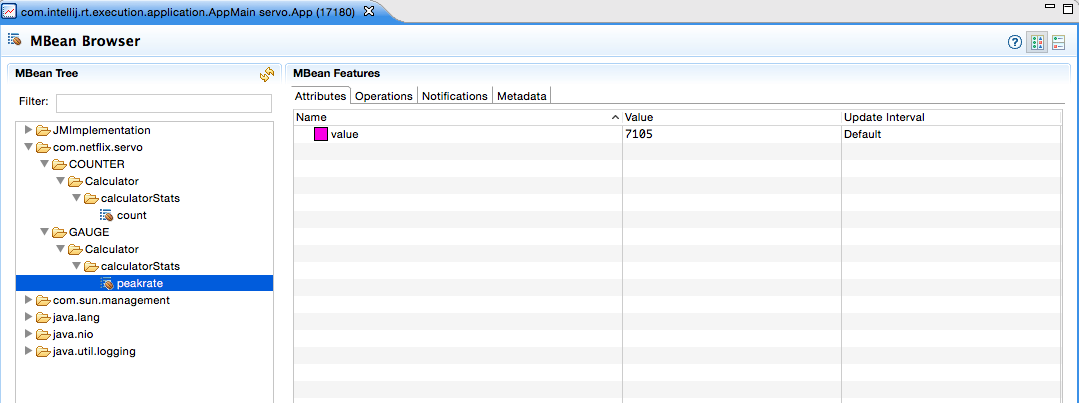 com.intellij.rt.execution.application.AppMain servo.App (17180)
MBean Browser
MBean Tree
Filter:
JMImplementation
com.netflix.servo
COUNTER
Calculator
calculatorStats
count
GAUGE
Calculator
calculatorStats
peakrate
com.sun.management
java.lang
java.nio
java.util.logging
MBean Features
Attributes Operations Notifications Metadata
Name Value Update Interval
value 7105 Default